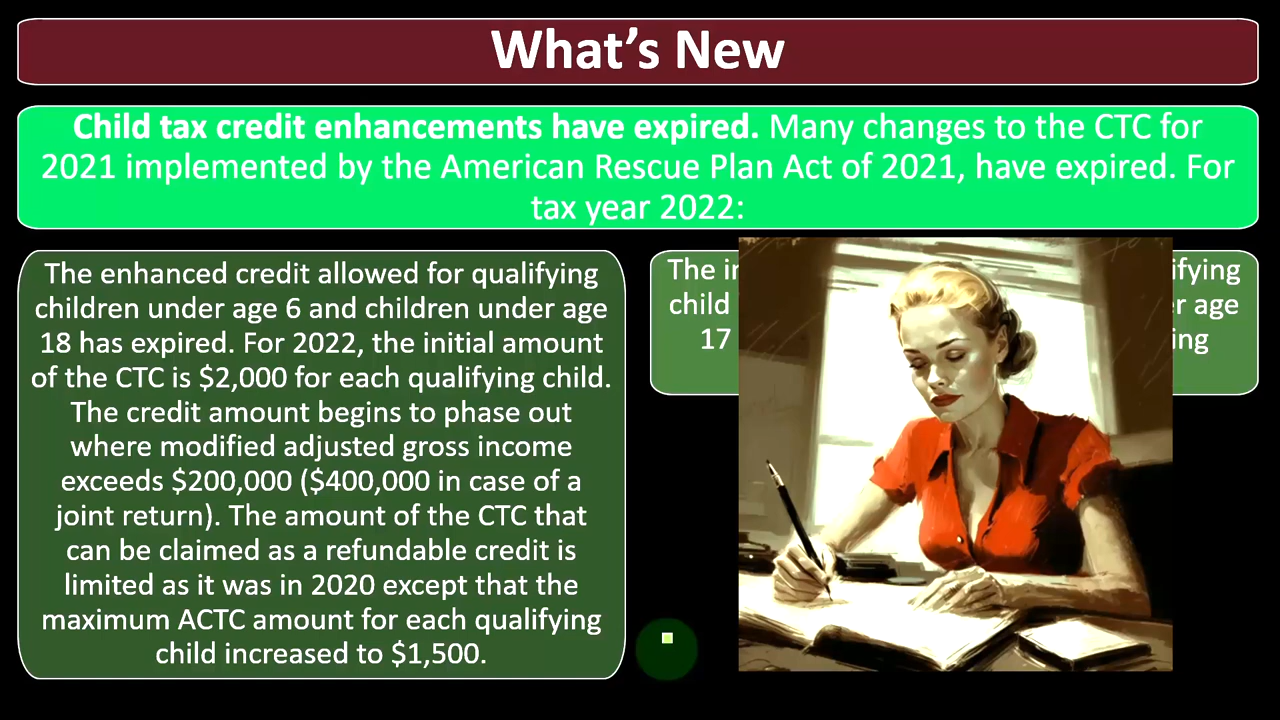 What’s New
Child tax credit enhancements have expired. Many changes to the CTC for
2021 implemented by the American Rescue Plan Act of 2021, have expired. For
tax year 2022:
The enhanced credit allowed for qualifying
children under age 6 and children under age
18 has expired. For 2022, the initial amount
of the CTC is $2,000 for each qualifying child.
The credit amount begins to phase out
where modified adjusted gross income
exceeds $200,000 ($400,000 in case of a
joint return). The amount of the CTC that
can be claimed as a refundable credit is
limited as it was in 2020 except that the
maximum ACTC amount for each qualifying
child increased to $1,500.
The
child age
17